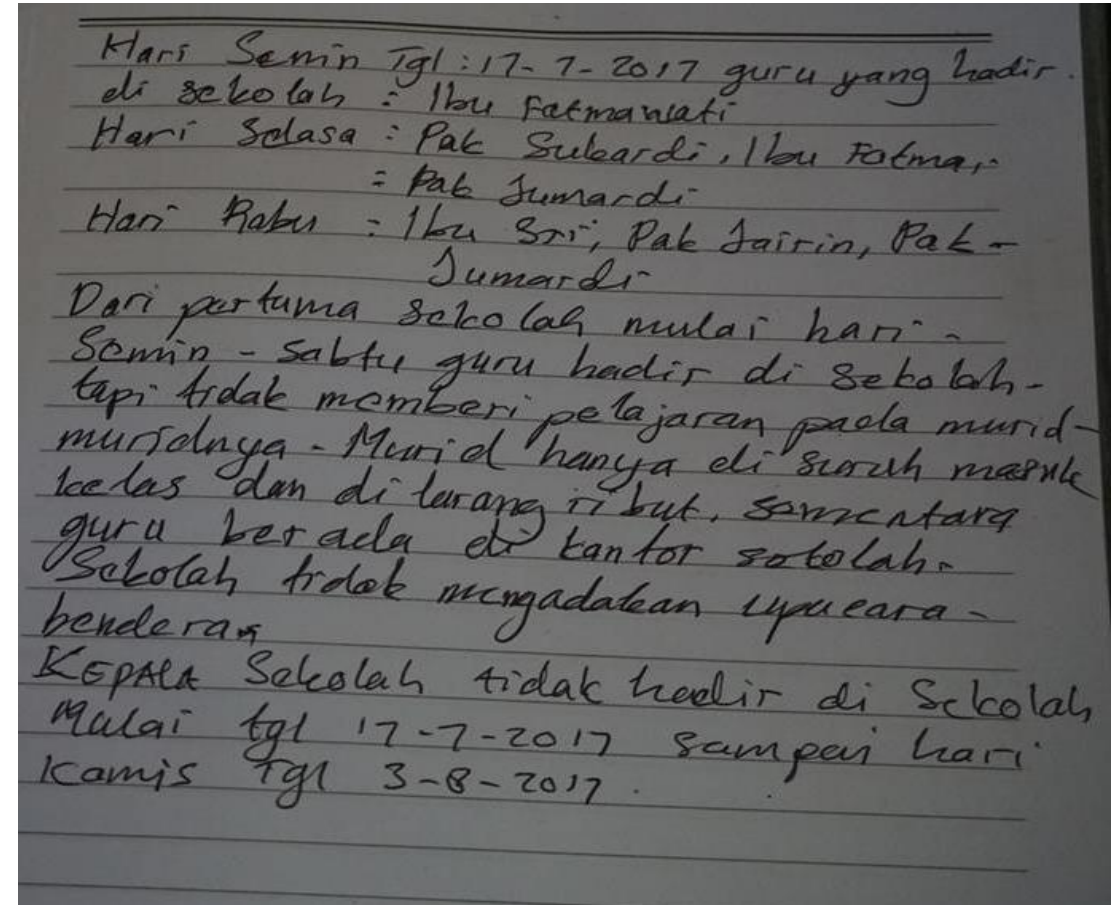 Hari Senin Tgl : 17-7-2017 guru yang hadir.
di sekolah : Ibu Fatmawati
Hari Selasa : Pak Sukardi, Ibu Fatma,-
= Pak Jumardi
Hari Rabu : Ibu Sri, Pak Jairin, Pak -
Jumardi
Dari pertama sekolah mulai hari -
Senin - Sabtu guru hadir di sekolah -
tapi tidak memberi pelajaran pada murid -
muridnya - Murid hanya di suruh masuk
kelas dan di larang ribut, sementara
guru berada di kantor sekolah.
Sekolah tidak mengadakan upacara -
bendera.
KEPALA Sekolah tidak hadir di Sekolah
Mulai tgl 17-7-2017 sampai hari
Kamis Tgl 3-8-2017.